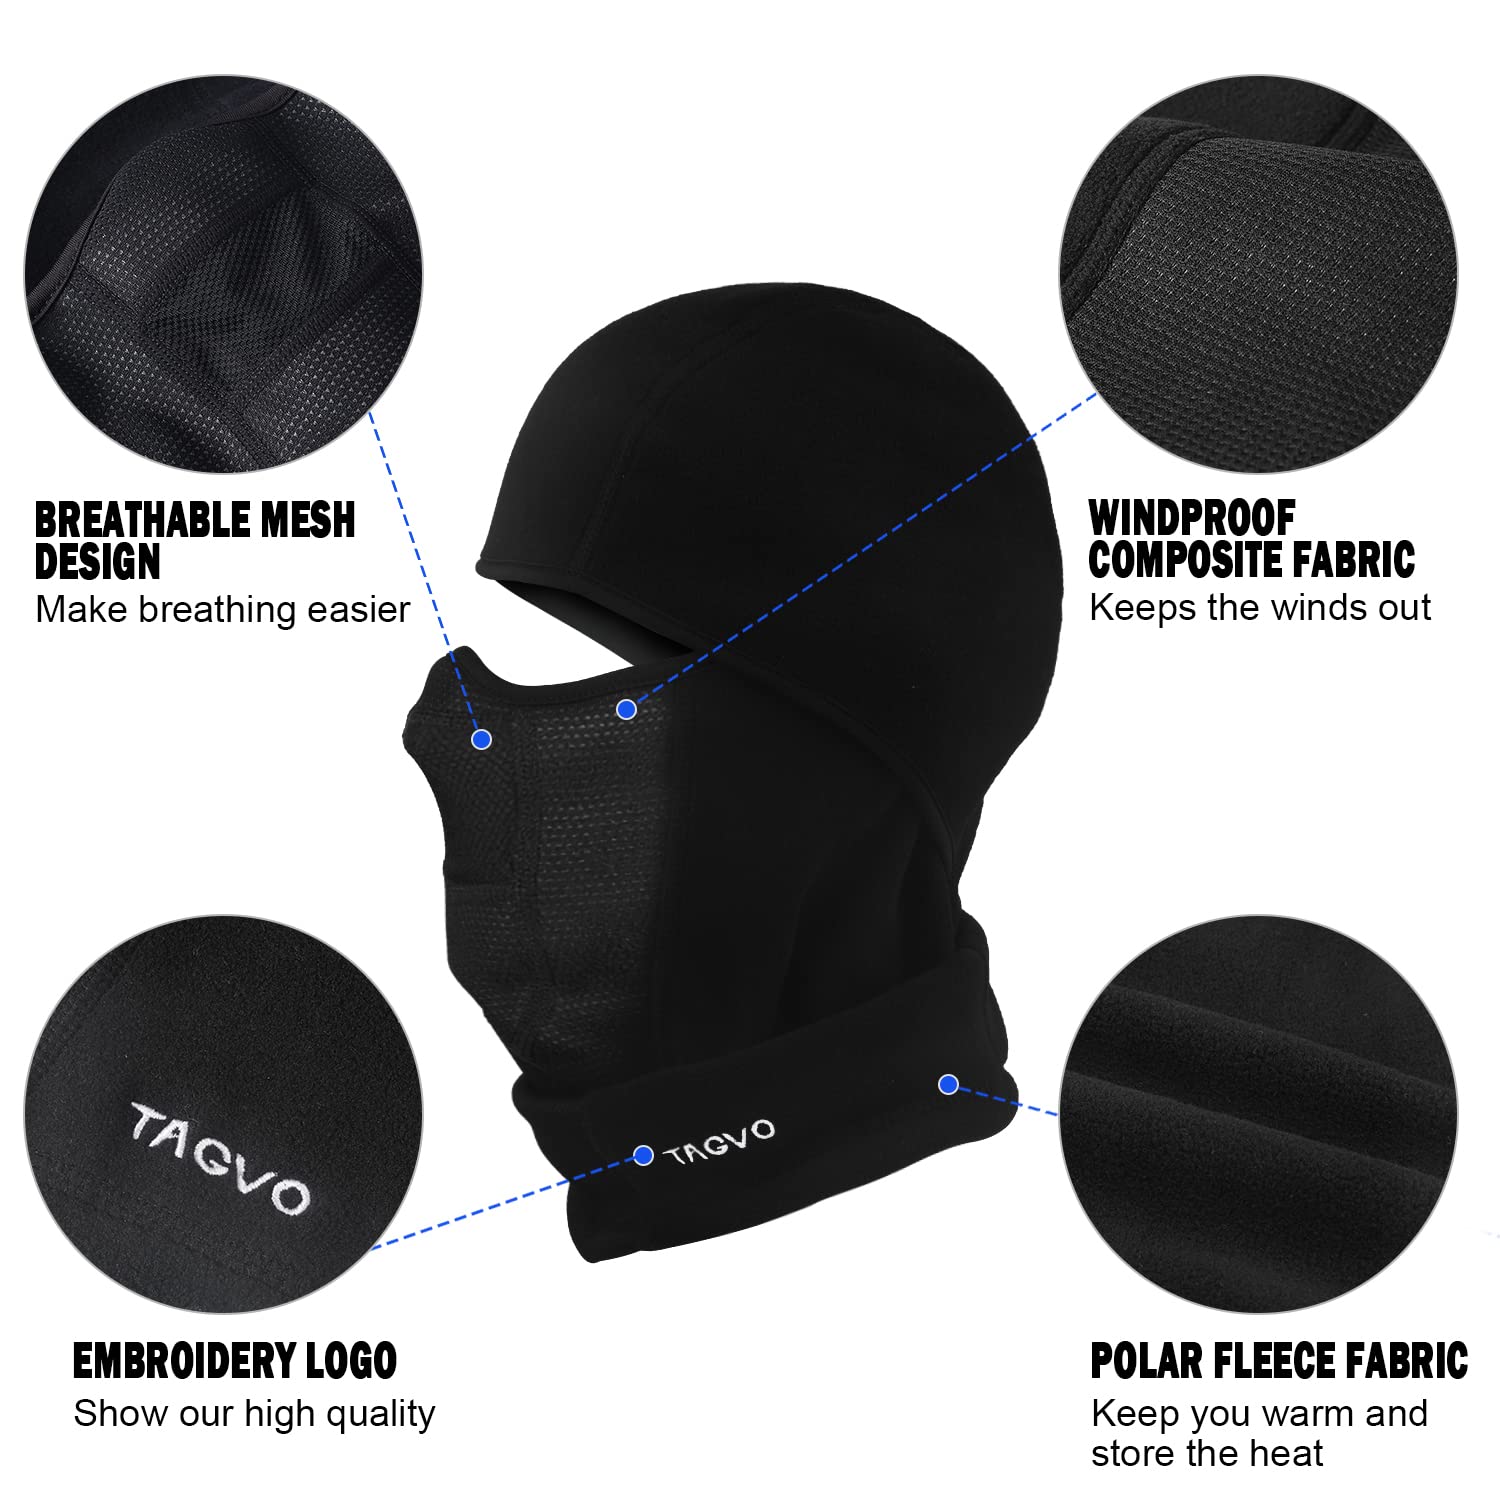 BREATHABLE MESH
DESIGN
Make breathing easier
WINDPROOF
COMPOSITE FABRIC
Keeps the winds out
TAGVO
TAGVO
EMBROIDERY LOGO
Show our high quality
POLAR FLEECE FABRIC
Keep you warm and
store the heat